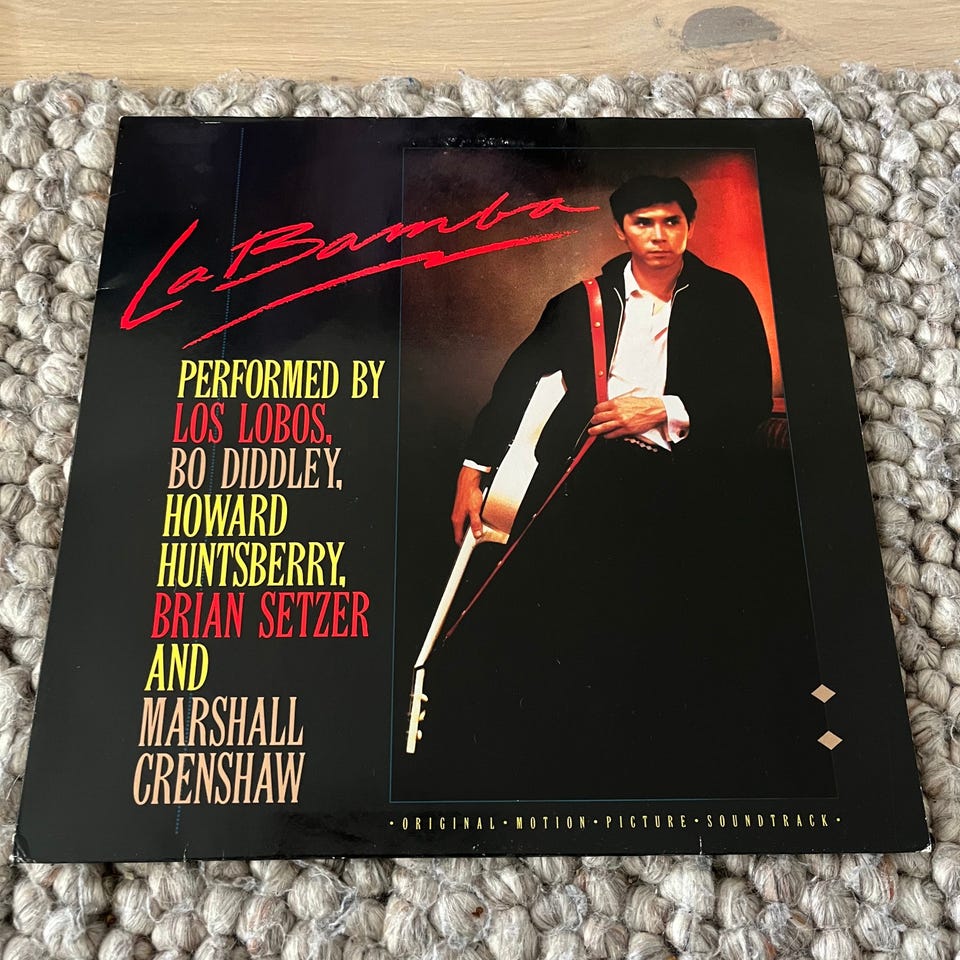 La Bamba
PERFORMED BY
LOS LOBOS,
BO DIDDLEY,
HOWARD
HUNTSBERRY,
BRIAN SETZER
AND
MARSHALL
CRENSHAW
• ORIGINAL • MOTION • PICTURE • SOUNDTRACK •